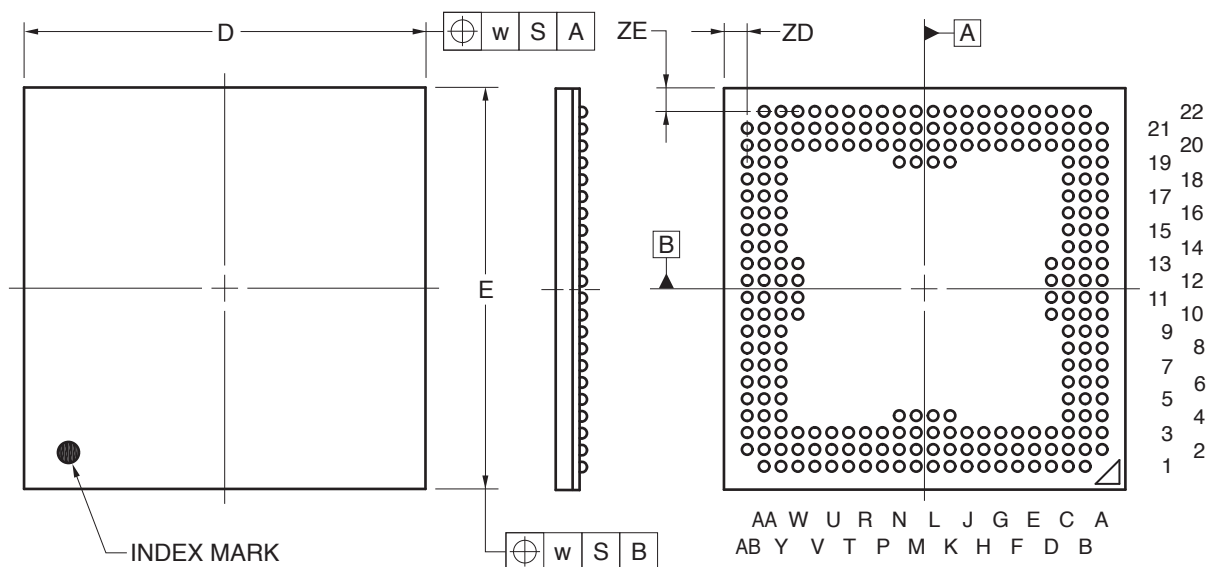 D
w S A
ZE
ZD
A
22
21
20
19
18
17
16
15
14
13
12
11
10
9
8
7
6
5
4
3
2
1
B
E
INDEX MARK
w S B
AA W U R N L J G E C A
AB Y V T P M K H F D B